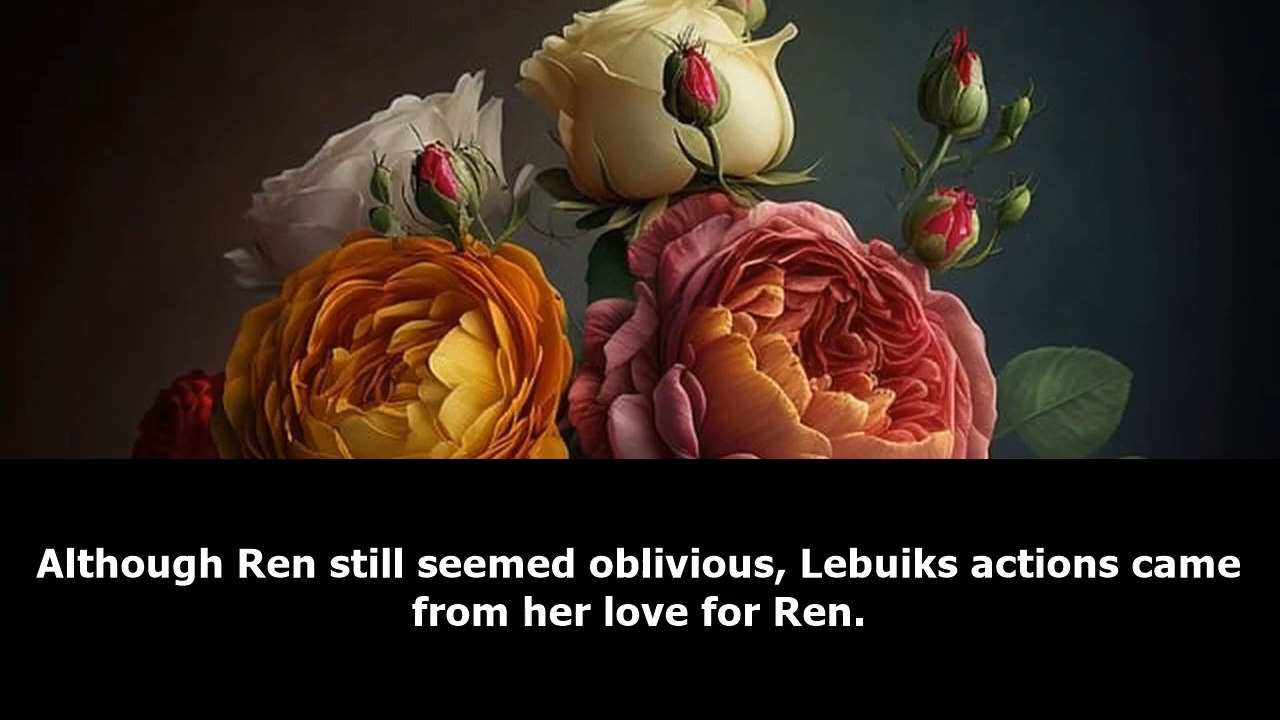 Although Ren still seemed oblivious, Lebuiks actions came
from her love for Ren.